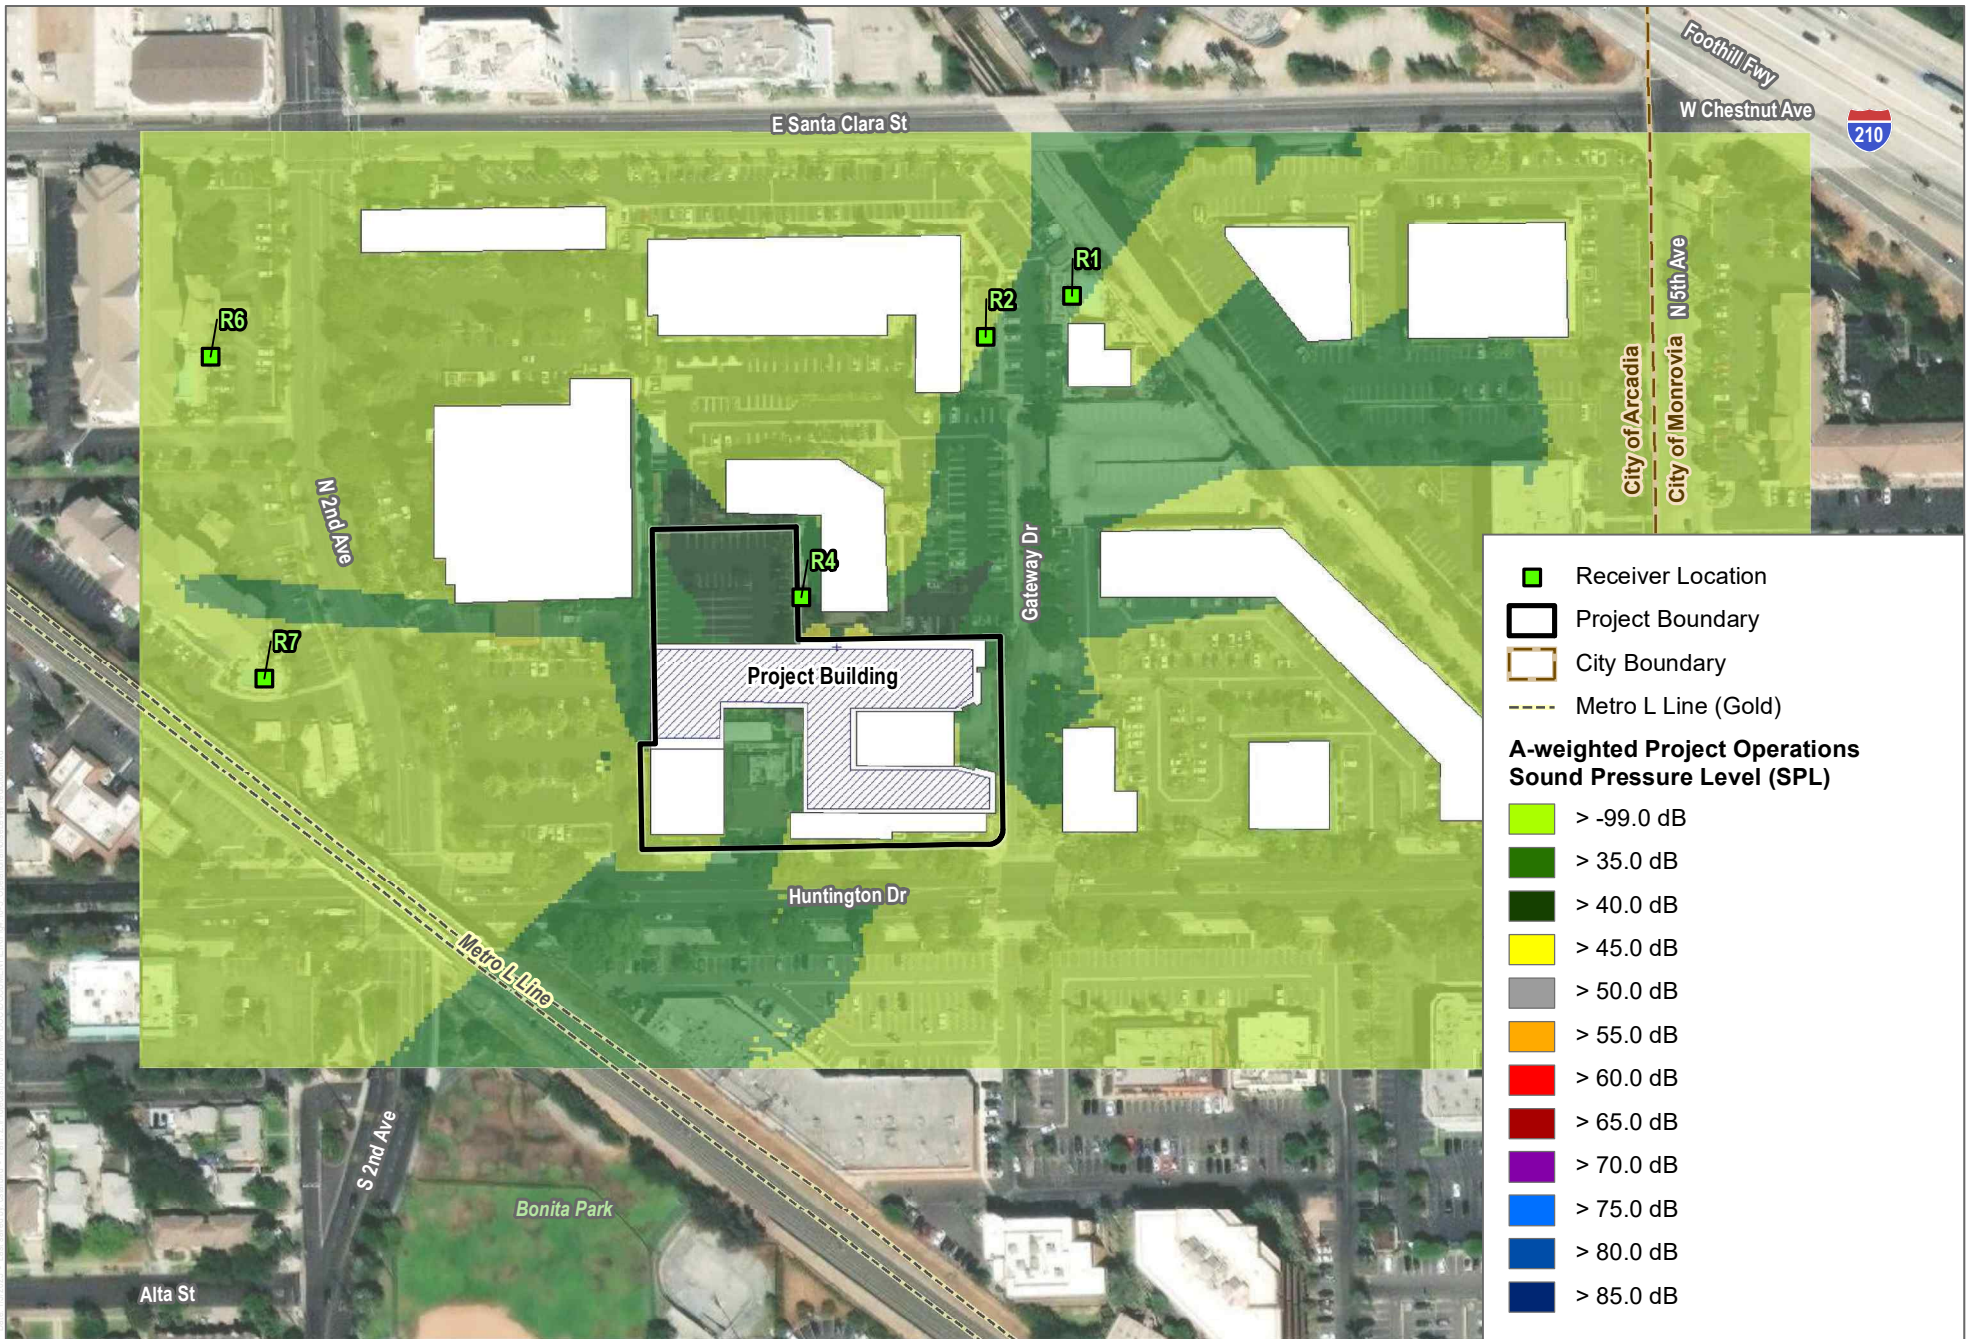 Foothill Fwy
W Chestnut Ave
210
E Santa Clara St
R1
R2
R6
N 5th Ave
City of Arcadia
City of Monrovia
N 2nd Ave
Gateway Dr
R4
R7
Project Building
Huntington Dr
Metro L Line
S 2nd Ave
Bonita Park
Alta St
Receiver Location
Project Boundary
City Boundary
Metro L Line (Gold)
A-weighted Project Operations
Sound Pressure Level (SPL)
> -99.0 dB
> 35.0 dB
> 40.0 dB
> 45.0 dB
> 50.0 dB
> 55.0 dB
> 60.0 dB
> 65.0 dB
> 70.0 dB
> 75.0 dB
> 80.0 dB
> 85.0 dB